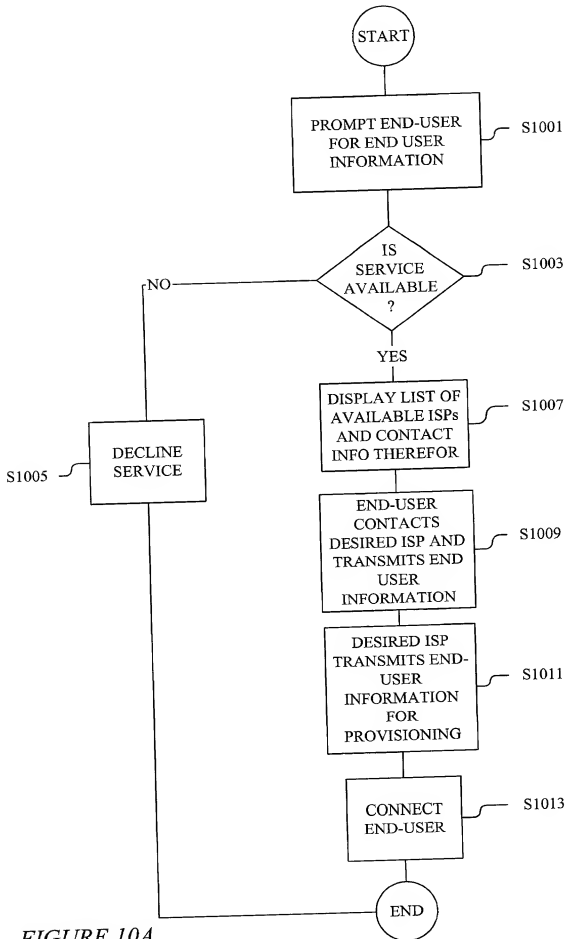 START
PROMPT END-USER
FOR END USER
INFORMATION
S1001
IS
SERVICE
AVAILABLE
?
S1003
NO
YES
DISPLAY LIST OF
AVAILABLE ISPs
AND CONTACT
INFO THEREFOR
S1007
DECLINE
SERVICE
S1005
END-USER
CONTACTS
DESIRED ISP AND
TRANSMITS END
USER
INFORMATION
S1009
DESIRED ISP
TRANSMITS END-
USER
INFORMATION
FOR
PROVISIONING
S1011
CONNECT
END-USER
S1013
END
FIGURE 10A